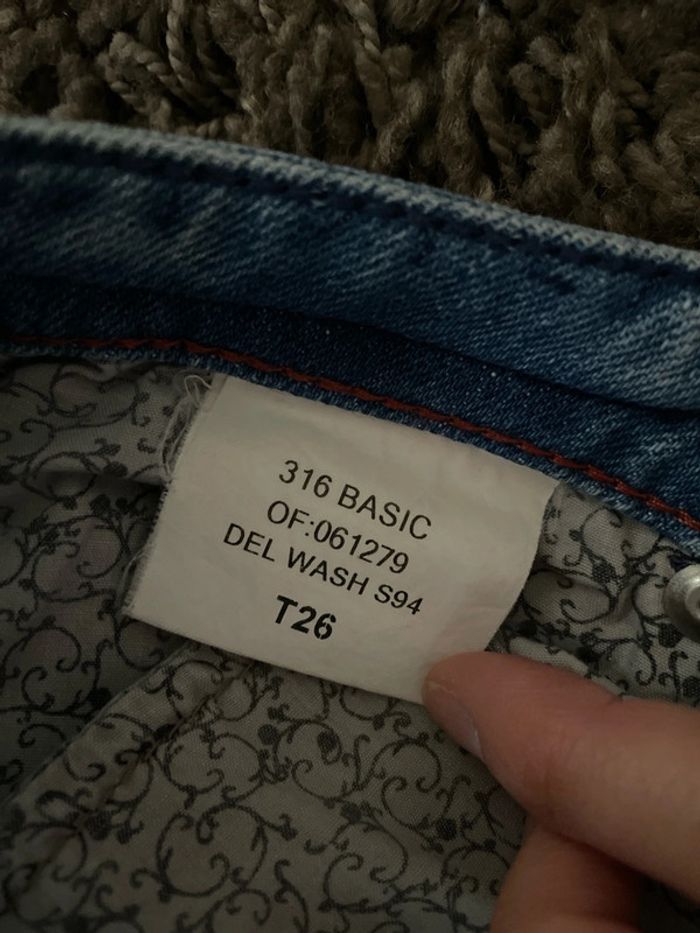 316 BASIC
OF:061279
DEL WASH S94
T26